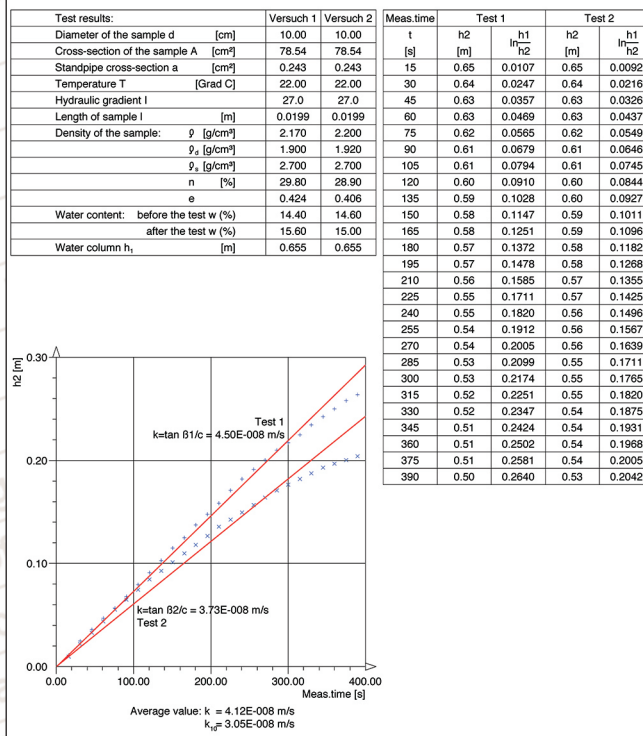 Test results: Versuch 1 Versuch 2
Diameter of the sample d [cm] 10.00 10.00
Cross-section of the sample A [cm²] 78.54 78.54
Standpipe cross-section a [cm²] 0.243 0.243
Temperature T [Grad C] 22.00 22.00
Hydraulic gradient I 27.0 27.0
Length of sample l [m] 0.0199 0.0199
Density of the sample: ρ [g/cm³] 2.170 2.200
ρd [g/cm³] 1.900 1.920
ρs [g/cm³] 2.700 2.700
n [%] 29.80 28.90
e 0.424 0.406
Water content: before the test w (%) 14.40 14.60
after the test w (%) 15.60 15.00
Water column h₁ [m] 0.655 0.655
Meas.time Test 1 Test 2
t h2 ln h1/h2 h2 ln h1/h2
[s] [m] [m]
15 0.65 0.0107 0.65 0.0092
30 0.64 0.0247 0.64 0.0216
45 0.63 0.0357 0.63 0.0326
60 0.63 0.0469 0.63 0.0437
75 0.62 0.0565 0.62 0.0549
90 0.61 0.0679 0.61 0.0646
105 0.61 0.0794 0.61 0.0745
120 0.60 0.0910 0.60 0.0844
135 0.59 0.1028 0.60 0.0927
150 0.58 0.1147 0.59 0.1011
165 0.58 0.1251 0.59 0.1096
180 0.57 0.1372 0.58 0.1182
195 0.57 0.1478 0.58 0.1268
210 0.56 0.1585 0.57 0.1355
225 0.55 0.1711 0.57 0.1425
240 0.55 0.1820 0.56 0.1496
255 0.54 0.1912 0.56 0.1567
270 0.54 0.2005 0.56 0.1639
285 0.53 0.2099 0.55 0.1711
300 0.53 0.2174 0.55 0.1765
315 0.52 0.2251 0.55 0.1820
330 0.52 0.2347 0.54 0.1875
345 0.51 0.2424 0.54 0.1931
360 0.51 0.2502 0.54 0.1968
375 0.51 0.2581 0.54 0.2005
390 0.50 0.2640 0.53 0.2042
h2 [m]
0.30
Test 1
k=tan ß1/c = 4.50E-008 m/s
0.20
0.10
k=tan ß2/c = 3.73E-008 m/s
Test 2
0.00
0.00 100.00 200.00 300.00 400.00
Meas.time [s]
Average value: k = 4.12E-008 m/s
k₁₀= 3.05E-008 m/s